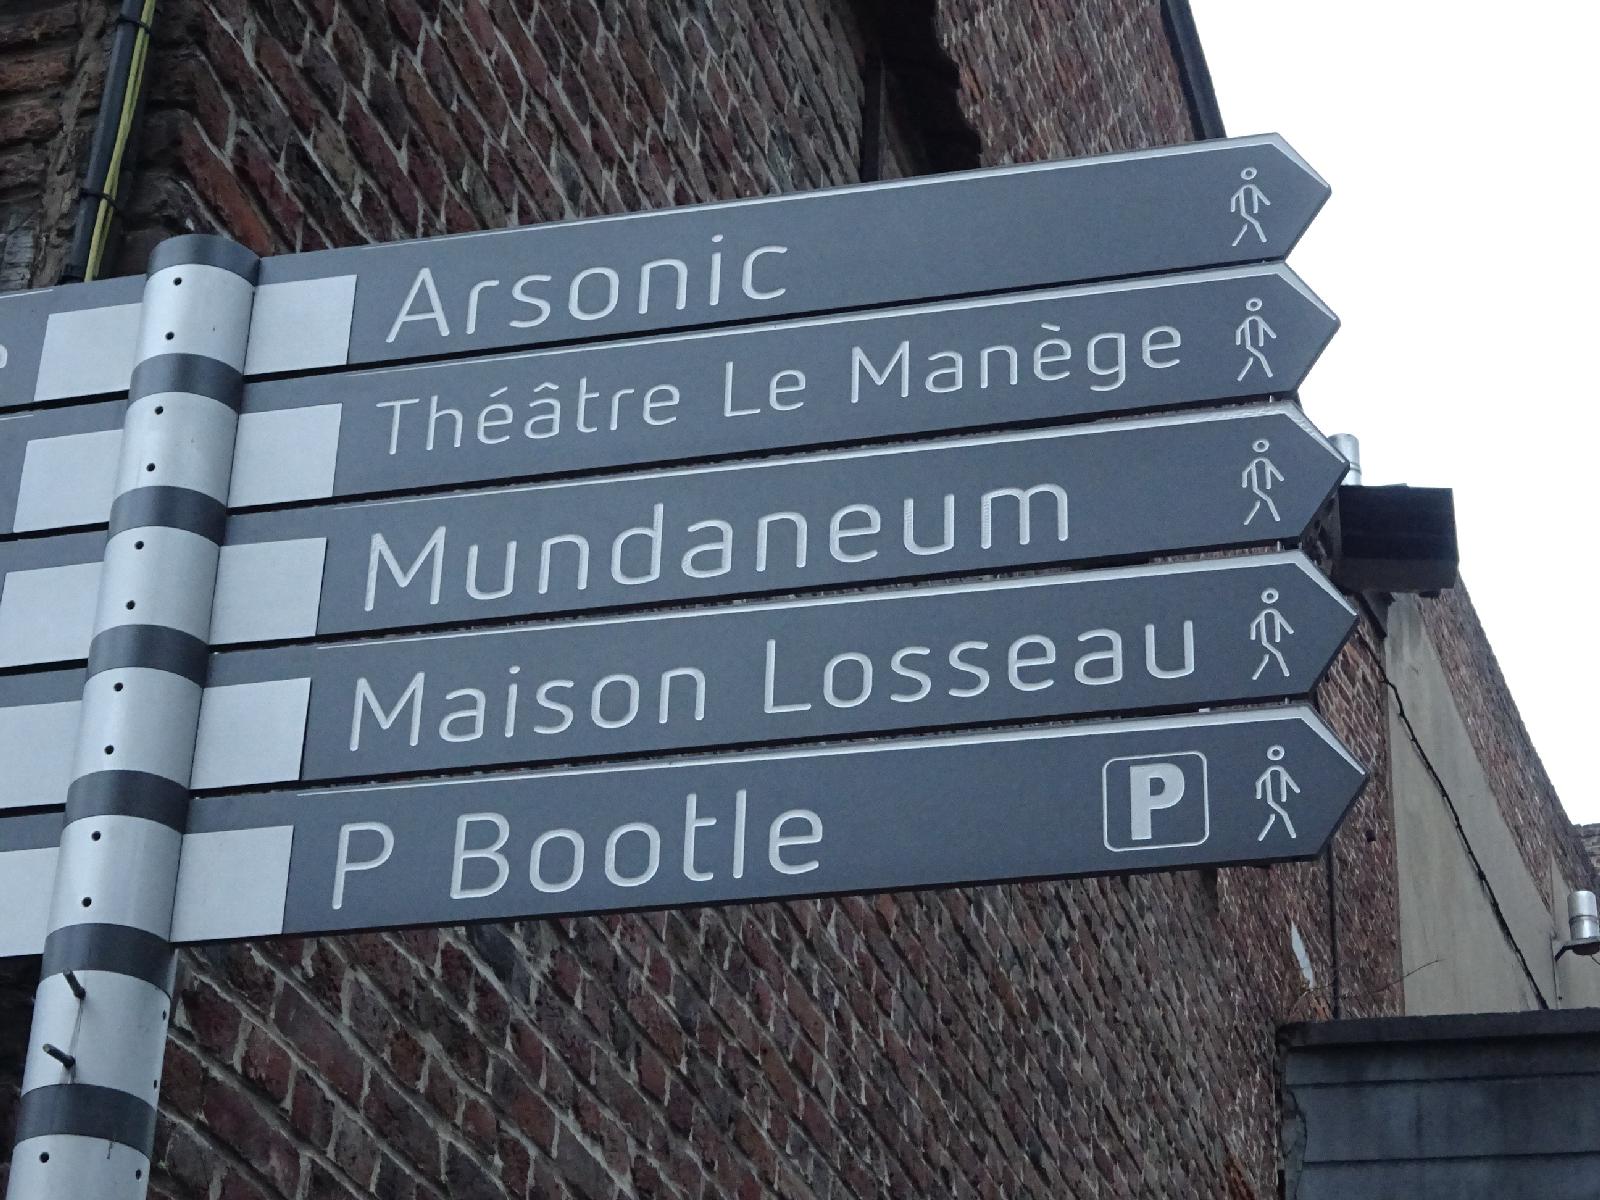 Arsonic
Théâtre Le Manège
Mundaneum
Maison Losseau
P Bootle P